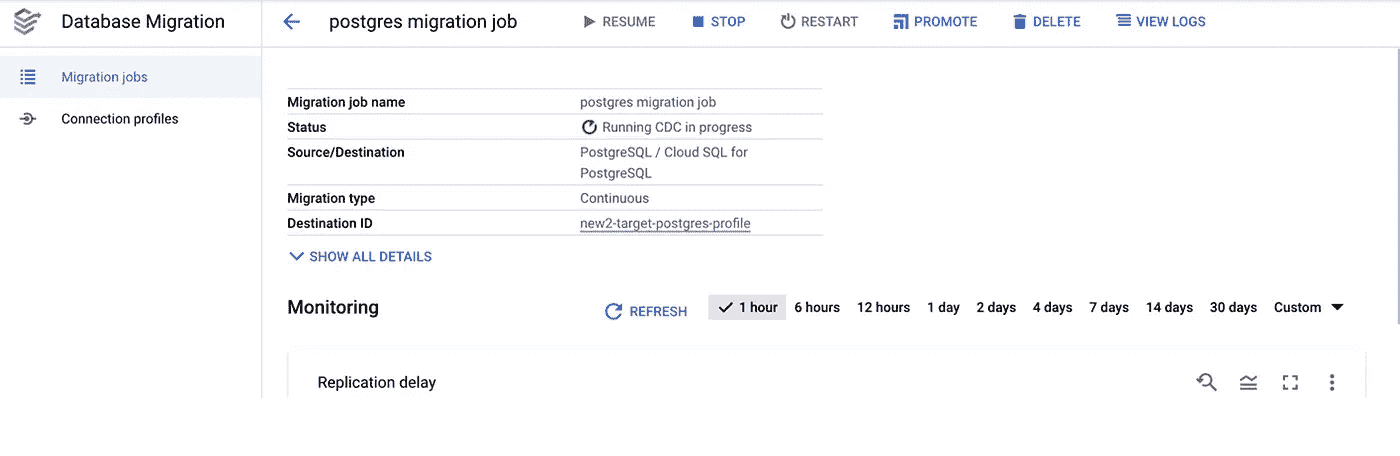 Database Migration
postgres migration job
RESUME STOP RESTART PROMOTE DELETE VIEW LOGS
Migration jobs
Connection profiles
Migration job name postgres migration job
Status Running CDC in progress
Source/Destination PostgreSQL / Cloud SQL for
PostgreSQL
Migration type Continuous
Destination ID new2-target-postgres-profile
SHOW ALL DETAILS
Monitoring
REFRESH
1 hour 6 hours 12 hours 1 day 2 days 4 days 7 days 14 days 30 days Custom
Replication delay